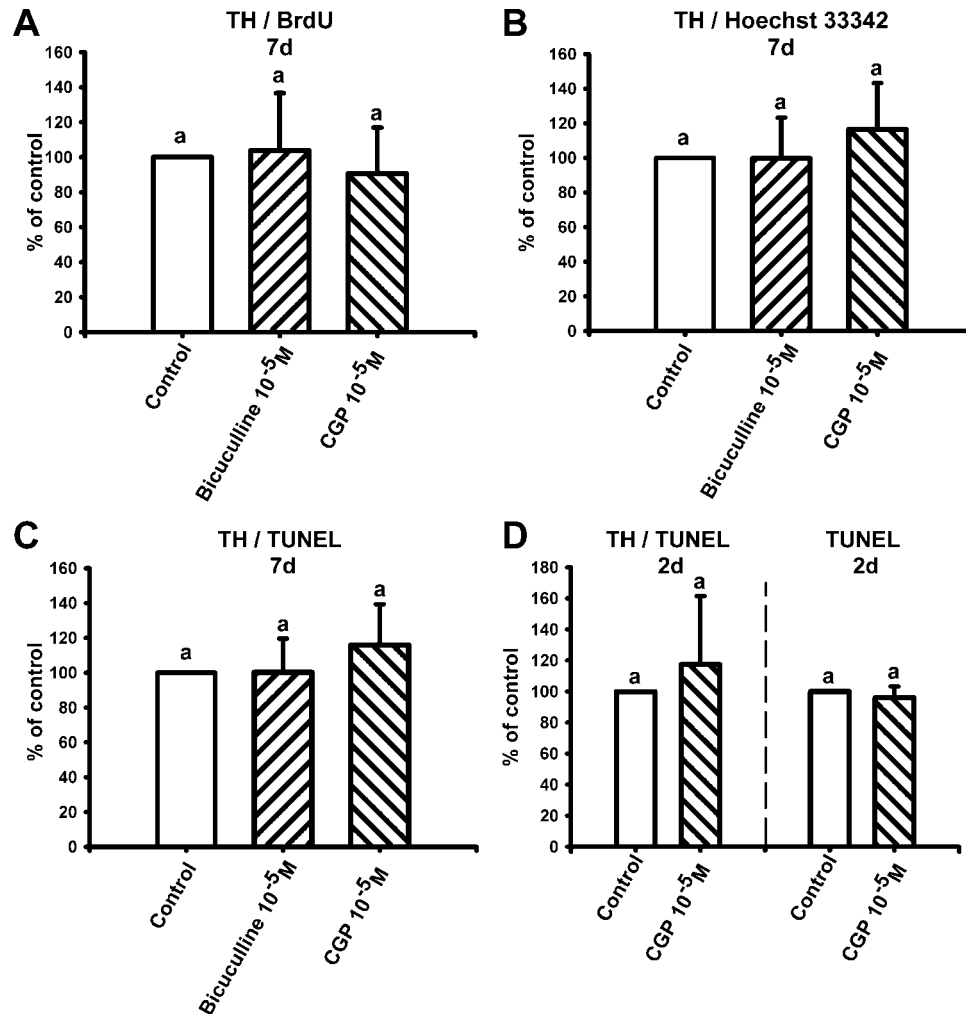 A
TH / BrdU
7d
% of control
160
140
120
100
80
60
40
20
0
a
a
a
Control
Bicuculline 10-5M
CGP 10-5M
B
TH / Hoechst 33342
7d
% of control
160
140
120
100
80
60
40
20
0
a
a
a
Control
Bicuculline 10-5M
CGP 10-5M
C
TH / TUNEL
7d
% of control
160
140
120
100
80
60
40
20
0
a
a
a
Control
Bicuculline 10-5M
CGP 10-5M
D
TH / TUNEL
2d
TUNEL
2d
% of control
180
160
140
120
100
80
60
40
20
0
a
a
a
a
Control
CGP 10-5M
Control
CGP 10-5M